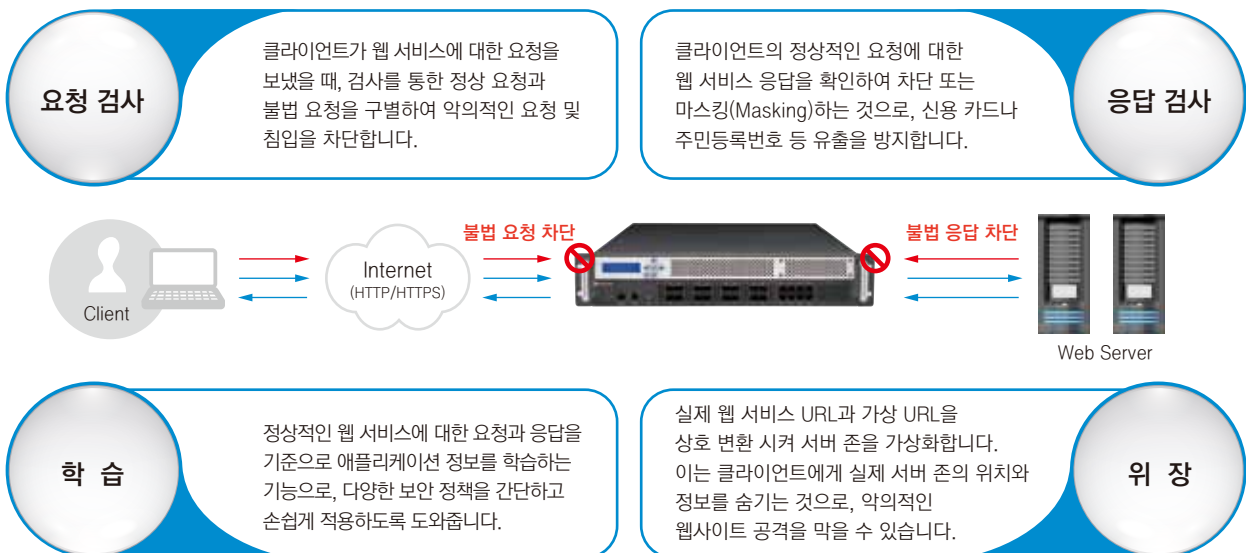 요청 검사
클라이언트가 웹 서비스에 대한 요청을
보냈을 때, 검사를 통한 정상 요청과
불법 요청을 구별하여 악의적인 요청 및
침입을 차단합니다.
클라이언트의 정상적인 요청에 대한
웹 서비스 응답을 확인하여 차단 또는
마스킹(Masking)하는 것으로, 신용 카드나
주민등록번호 등 유출을 방지합니다.
응답 검사
Client
Internet
(HTTP/HTTPS)
불법 요청 차단
불법 응답 차단
Web Server
학 습
정상적인 웹 서비스에 대한 요청과 응답을
기준으로 애플리케이션 정보를 학습하는
기능으로, 다양한 보안 정책을 간단하고
손쉽게 적용하도록 도와줍니다.
실제 웹 서비스 URL과 가상 URL을
상호 변환 시켜 서버 존을 가상화합니다.
이는 클라이언트에게 실제 서버 존의 위치와
정보를 숨기는 것으로, 악의적인
웹사이트 공격을 막을 수 있습니다.
위 장